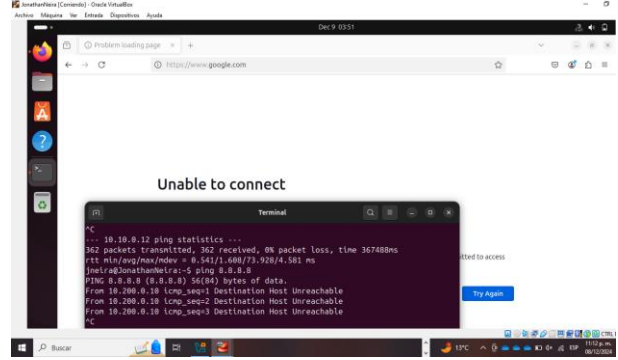 JonathanNeira [Corriendo] - Oracle VirtualBox
Archivo Máquina Ver Entrada Dispositivos Ayuda
Dec 9 03:51
Problem loading page
https://www.google.com
Unable to connect
Terminal
^C
--- 10.10.0.12 ping statistics ---
362 packets transmitted, 362 received, 0% packet loss, time 367488ms
rtt min/avg/max/mdev = 0.541/1.608/73.928/4.581 ms
jneira@JonathanNeira:~$ ping 8.8.8.8
PING 8.8.8.8 (8.8.8.8) 56(84) bytes of data.
From 10.200.0.10 icmp_seq=1 Destination Host Unreachable
From 10.200.0.10 icmp_seq=2 Destination Host Unreachable
From 10.200.0.10 icmp_seq=3 Destination Host Unreachable
^C
itted to access
Try Again
CTRL
Buscar
13°C
ESP
11:12 p. m.
08/12/2024